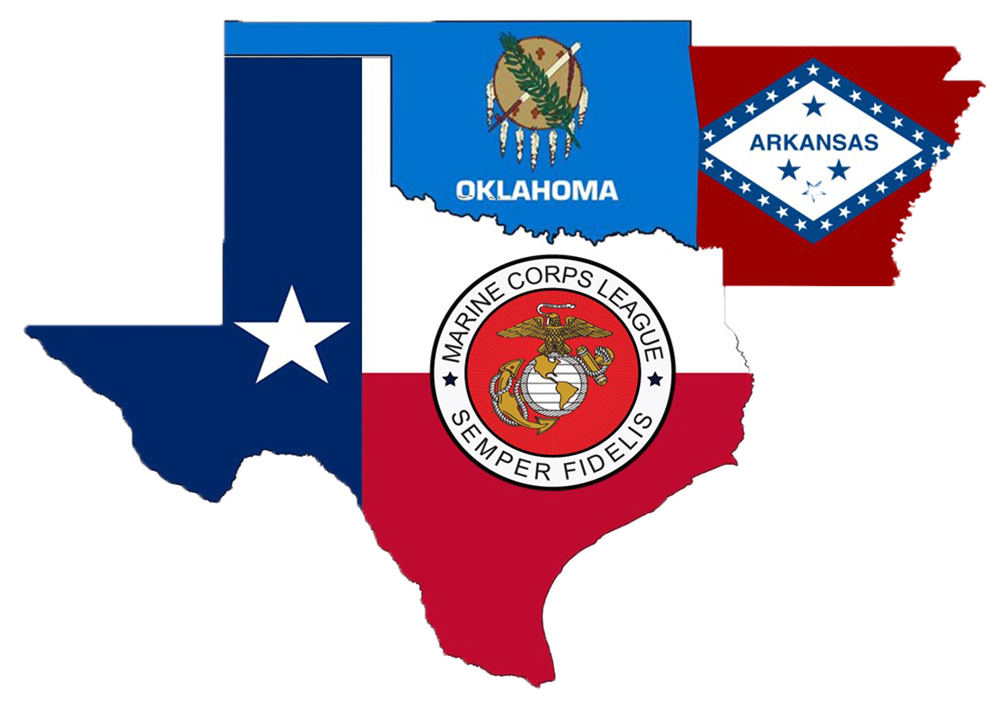 OKLAHOMA
ARKANSAS
MARINE CORPS LEAGUE
SEMPER FIDELIS